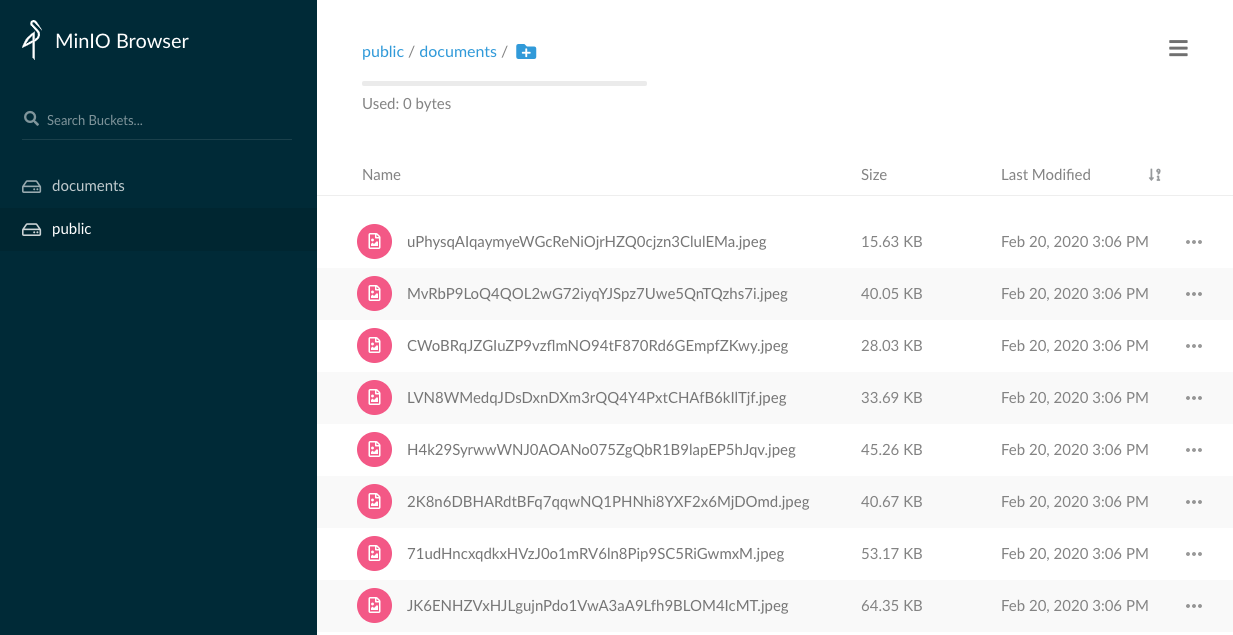 MinIO Browser
Search Buckets...
documents
public
public / documents /
Used: 0 bytes
Name Size Last Modified
uPhysqAIqaymyeWGcReNiOjrHZQ0cjzn3ClulEMa.jpeg 15.63 KB Feb 20, 2020 3:06 PM
MvRbP9LoQ4QOL2wG72iyqYJSpz7Uwe5QnTQzhs7i.jpeg 40.05 KB Feb 20, 2020 3:06 PM
CWoBRqJZGIuZP9vzflmNO94tF870Rd6GEmpfZKwy.jpeg 28.03 KB Feb 20, 2020 3:06 PM
LVN8WMedqJDsDxnDXm3rQQ4Y4PxtCHAfB6kIlTjf.jpeg 33.69 KB Feb 20, 2020 3:06 PM
H4k29SyrwwWNJ0AOANo075ZgQbR1B9lapEP5hJqv.jpeg 45.26 KB Feb 20, 2020 3:06 PM
2K8n6DBHARdtBFq7qqwNQ1PHNhi8YXF2x6MjDOmd.jpeg 40.67 KB Feb 20, 2020 3:06 PM
71udHncxqdkxHVzJ0o1mRV6ln8Pip9SC5RiGwmxM.jpeg 53.17 KB Feb 20, 2020 3:06 PM
JK6ENHZVxHJLgujnPdo1VwA3aA9Lfh9BLOM4lcMT.jpeg 64.35 KB Feb 20, 2020 3:06 PM